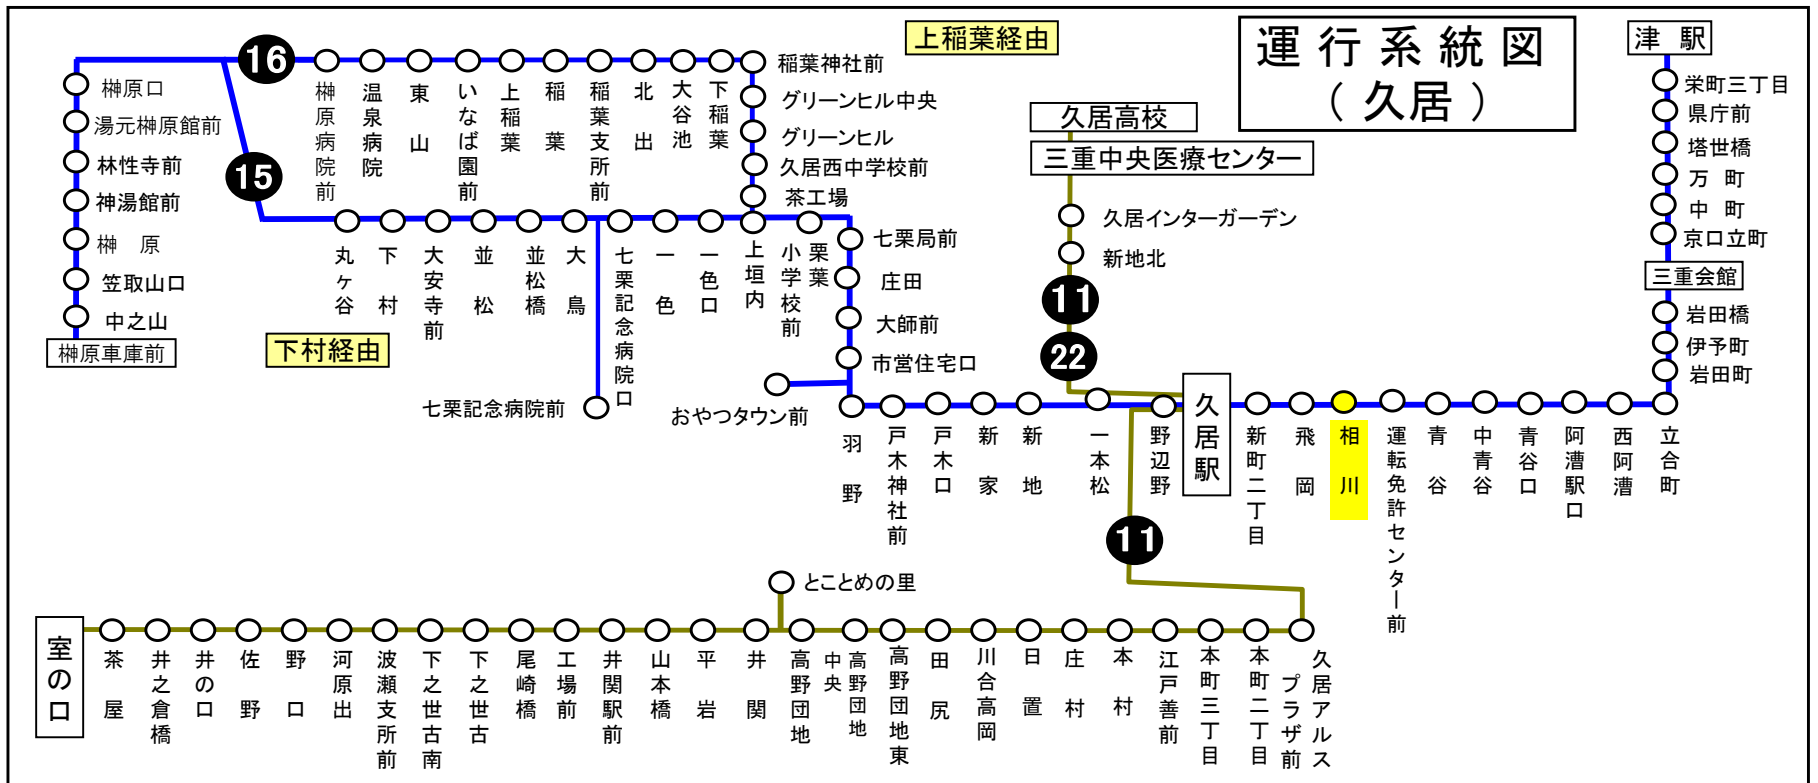 運行系統図
（久居）
上稲葉経由
津駅
栄町三丁目
県庁前
塔世橋
万町
中町
京口立町
三重会館
岩田橋
伊予町
岩田町
立合町
西阿漕
阿漕駅口
青谷口
中青谷
青谷
運転免許センター前
相川
飛岡
新町二丁目
久居駅
久居高校
三重中央医療センター
久居インターガーデン
新地北
11
22
野辺野
一本松
新地
新家
戸木口
戸木神社前
羽野
おやつタウン前
市営住宅口
大師前
庄田
七栗局前
栗葉
小学校前
上垣内
茶工場
久居西中学校前
グリーンヒル
グリーンヒル中央
稲葉神社前
下稲葉
大谷池
北出
稲葉支所前
稲葉
上稲葉
いなば園前
東山
温泉病院
榊原病院前
16
15
一色口
一色
七栗記念病院口
七栗記念病院前
大鳥
並松橋
並松
大安寺前
下村
丸ヶ谷
下村経由
榊原口
湯元榊原館前
林性寺前
神湯館前
榊原
笠取山口
中之山
榊原車庫前
11
とことめの里
室の口
茶屋
井之倉橋
井の口
佐野
野口
河原出
波瀬支所前
下之世古南
下之世古
尾崎橋
工場前
井関駅前
山本橋
平岩
井関
高野団地
高野団地
中央
高野団地東
田尻
川合高岡
日置
庄村
本村
江戸善前
本町三丁目
本町二丁目
久居アルス
プラザ前